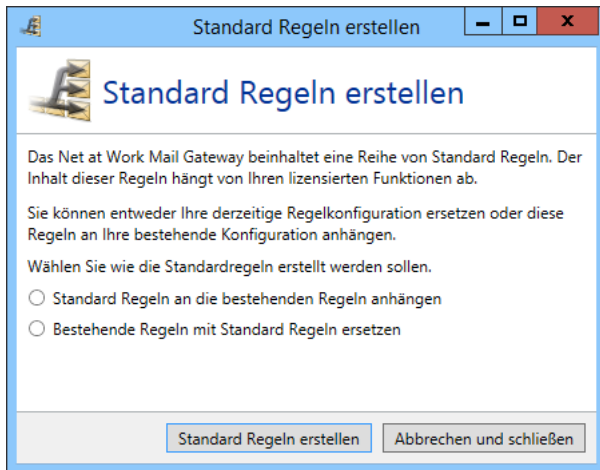 Standard Regeln erstellen
Standard Regeln erstellen
Das Net at Work Mail Gateway beinhaltet eine Reihe von Standard Regeln. Der
Inhalt dieser Regeln hängt von Ihren lizensierten Funktionen ab.
Sie können entweder Ihre derzeitige Regelkonfiguration ersetzen oder diese
Regeln an Ihre bestehende Konfiguration anhängen.
Wählen Sie wie die Standardregeln erstellt werden sollen.
Standard Regeln an die bestehenden Regeln anhängen
Bestehende Regeln mit Standard Regeln ersetzen
Standard Regeln erstellen Abbrechen und schließen